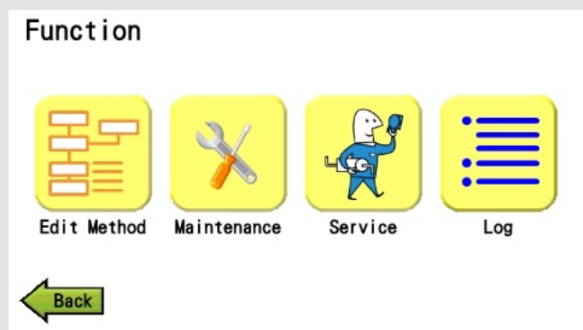 Function
Edit Method
Maintenance
Service
Log
Back